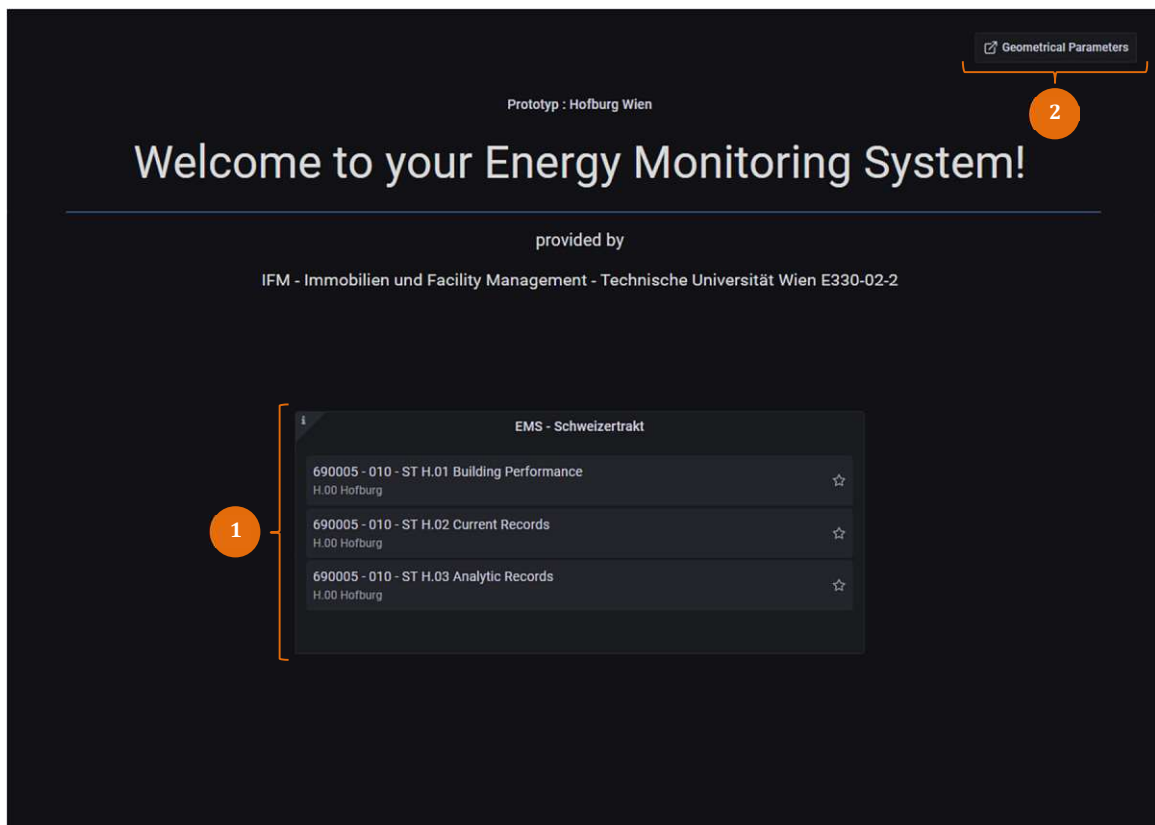 Geometrical Parameters
2
Prototyp : Hofburg Wien
Welcome to your Energy Monitoring System!
provided by
IFM - Immobilien und Facility Management - Technische Universität Wien E330-02-2
i
EMS - Schweizertrakt
690005 - 010 - ST H.01 Building Performance
H.00 Hofburg
1
690005 - 010 - ST H.02 Current Records
H.00 Hofburg
690005 - 010 - ST H.03 Analytic Records
H.00 Hofburg